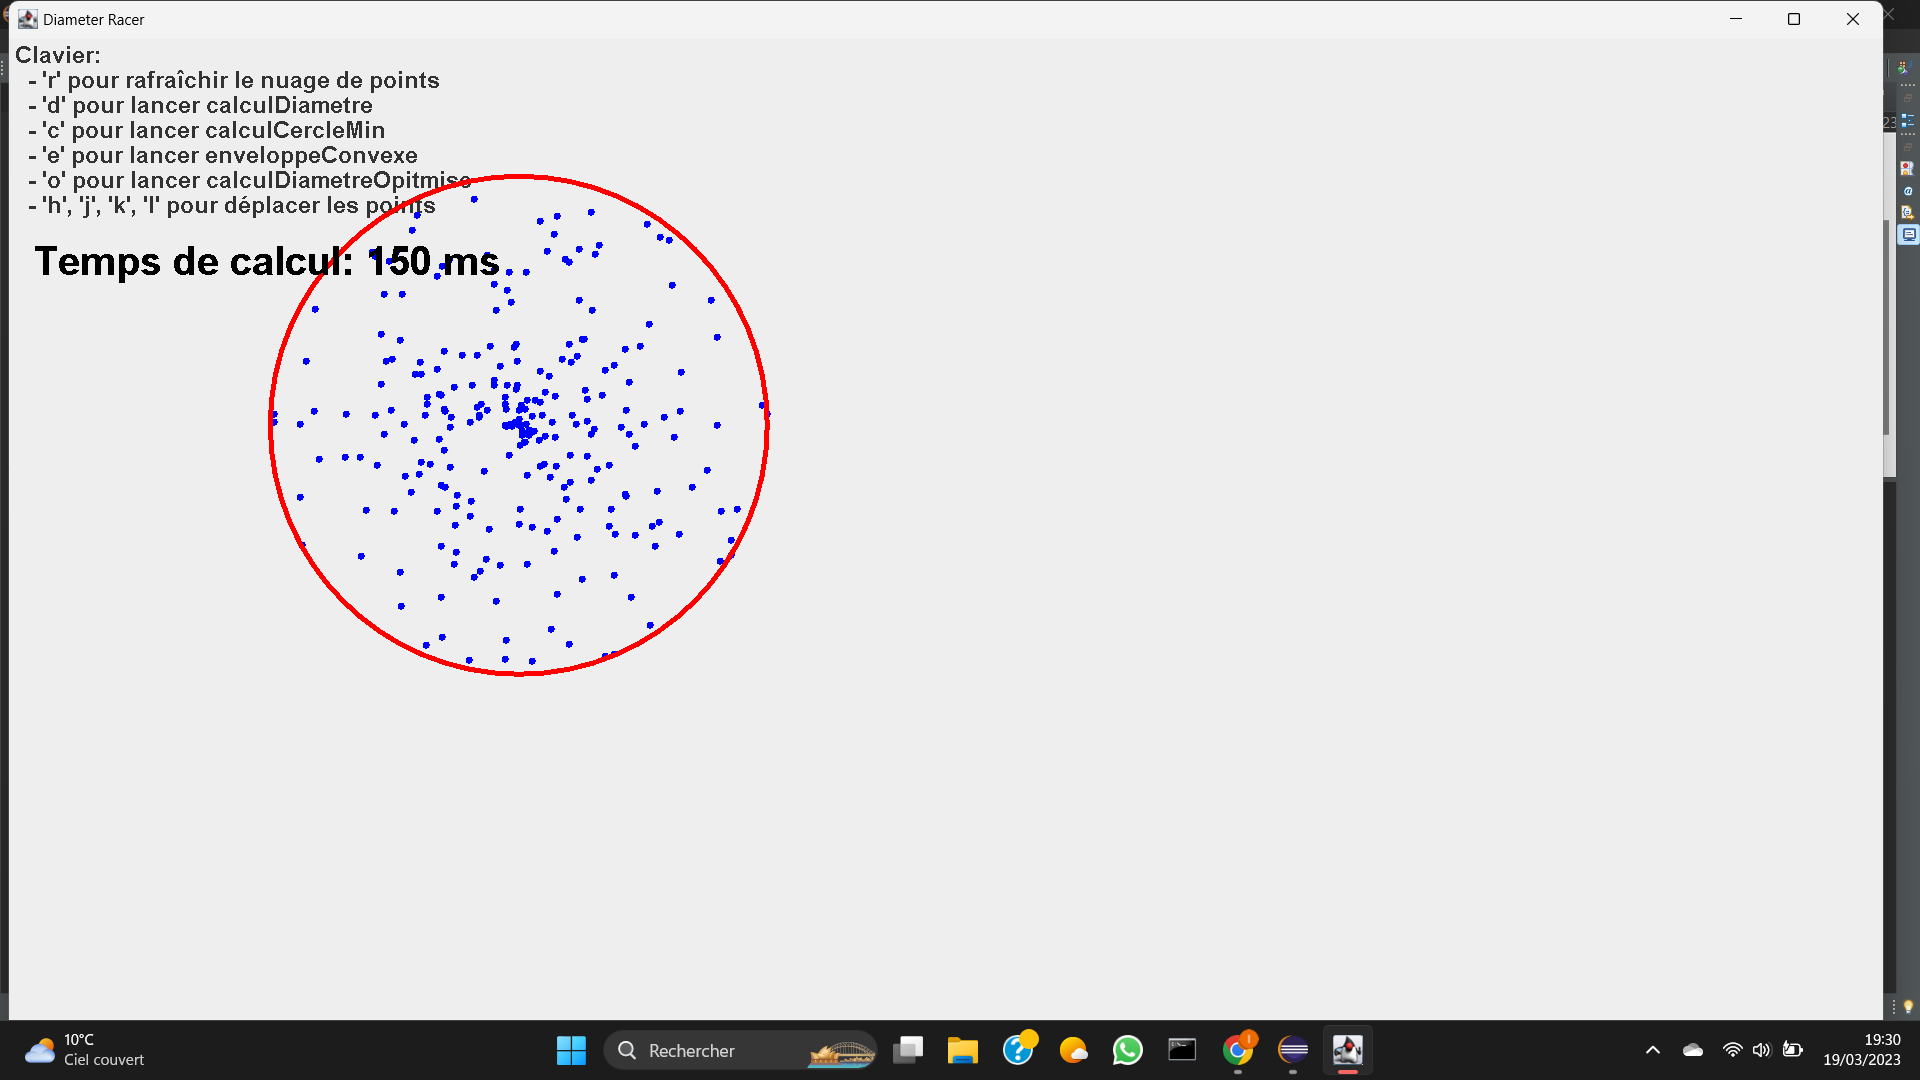 Diameter Racer
Clavier:
- 'r' pour rafraîchir le nuage de points
- 'd' pour lancer calculDiametre
- 'c' pour lancer calculCercleMin
- 'e' pour lancer enveloppeConvexe
- 'o' pour lancer calculDiametreOpitmise
- 'h', 'j', 'k', 'l' pour déplacer les points
Temps de calcul: 150 ms
23
10°C
Ciel couvert
Rechercher
19:30
19/03/2023